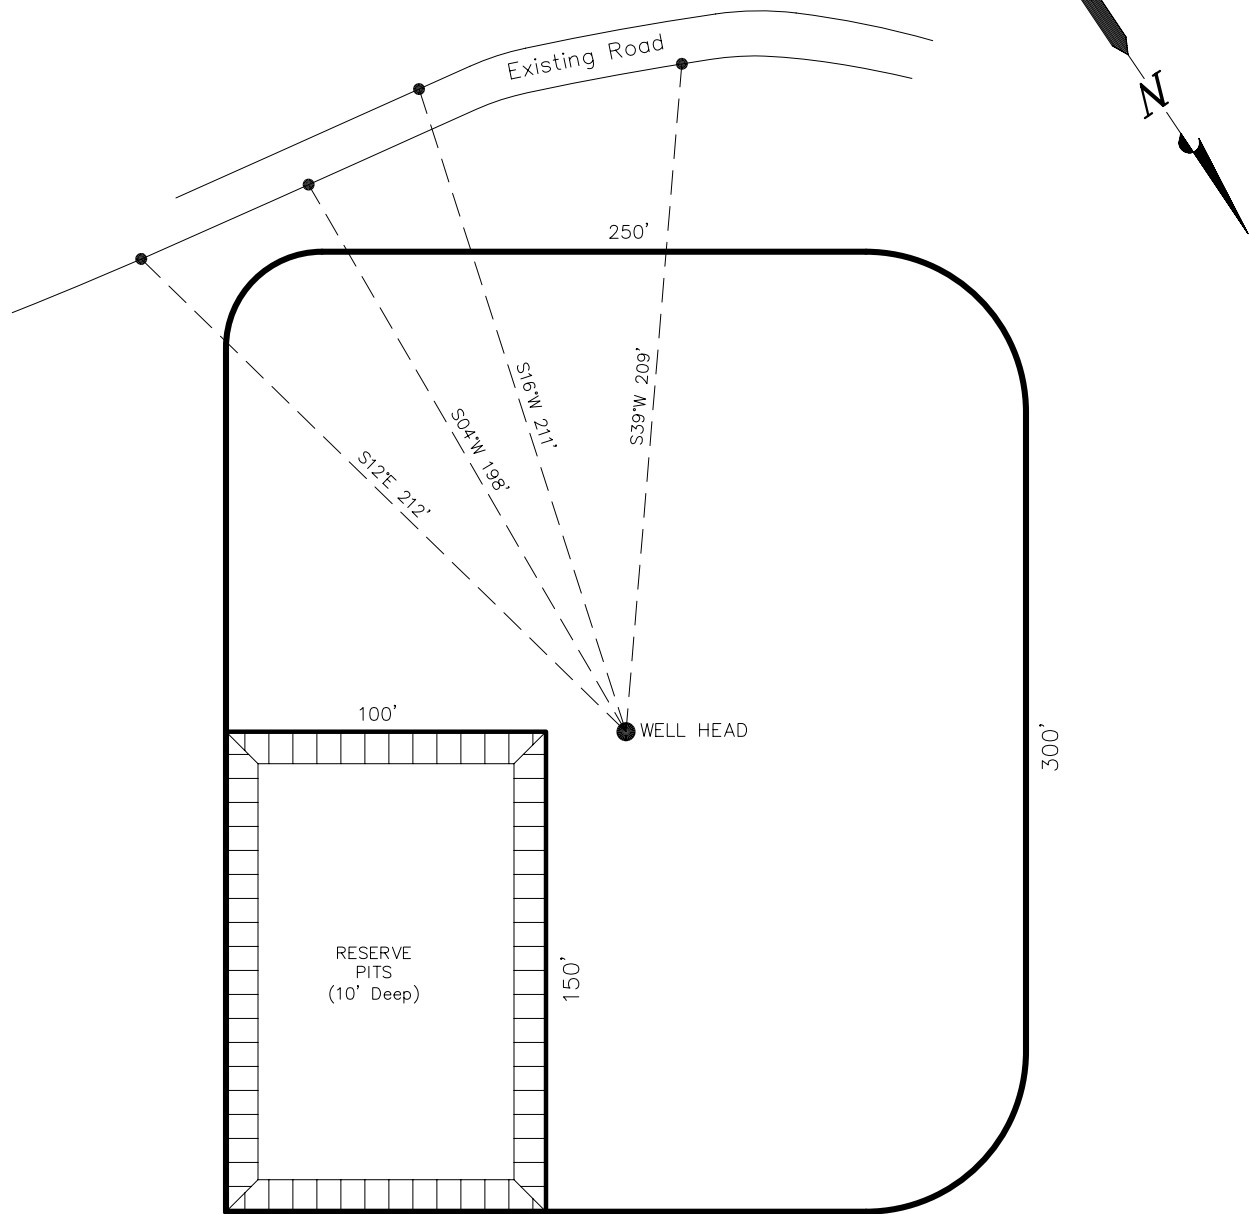 Existing Road
N
250'
S16°W 211'
S39°W 209'
S04°W 198'
S12°E 212'
100'
WELL HEAD
300'
RESERVE
PITS
(10' Deep)
150'